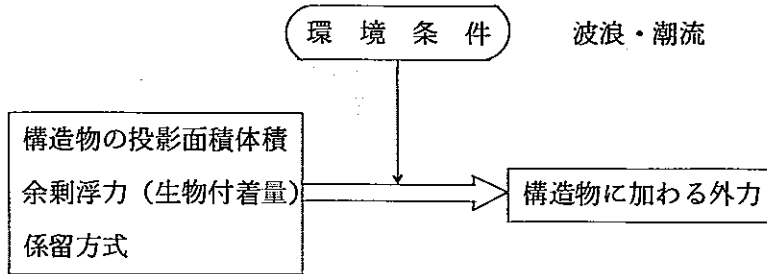 環境条件 波浪・潮流
構造物の投影面積体積
余剰浮力（生物付着量）
構造物に加わる外力
係留方式